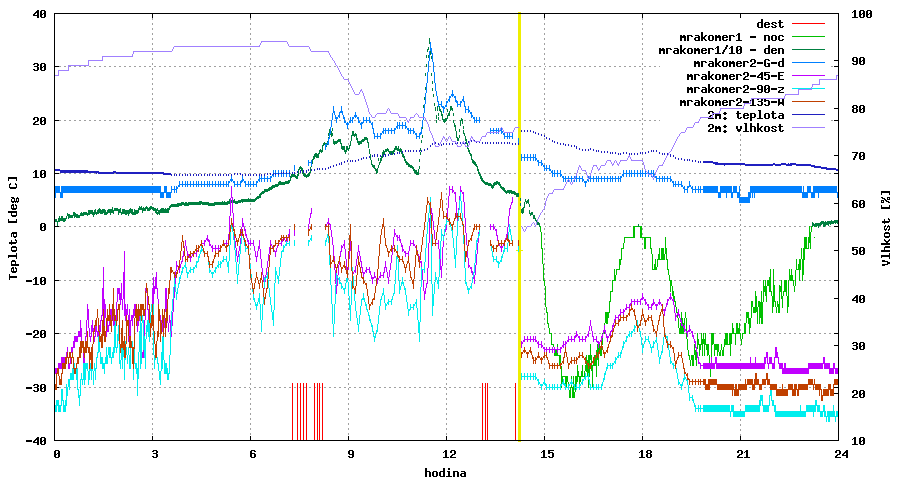 40
30
20
10
0
-10
-20
-30
-40
Teplota [deg C]
100
90
80
70
60
50
40
30
20
10
vlhkost [%]
dest
mrakomer1 - noc
mrakomer1/10 - den
mrakomer2-G-d
mrakomer2-45-E
mrakomer2-90-z
mrakomer2-135-W
2m: teplota
2m: vlhkost
0 3 6 9 12 15 18 21 24
hodina